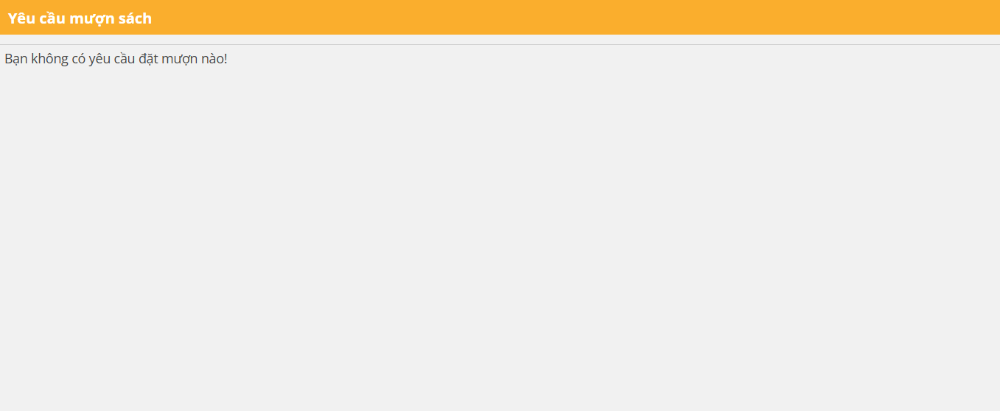 Yêu cầu mượn sách
Bạn không có yêu cầu đặt mượn nào!